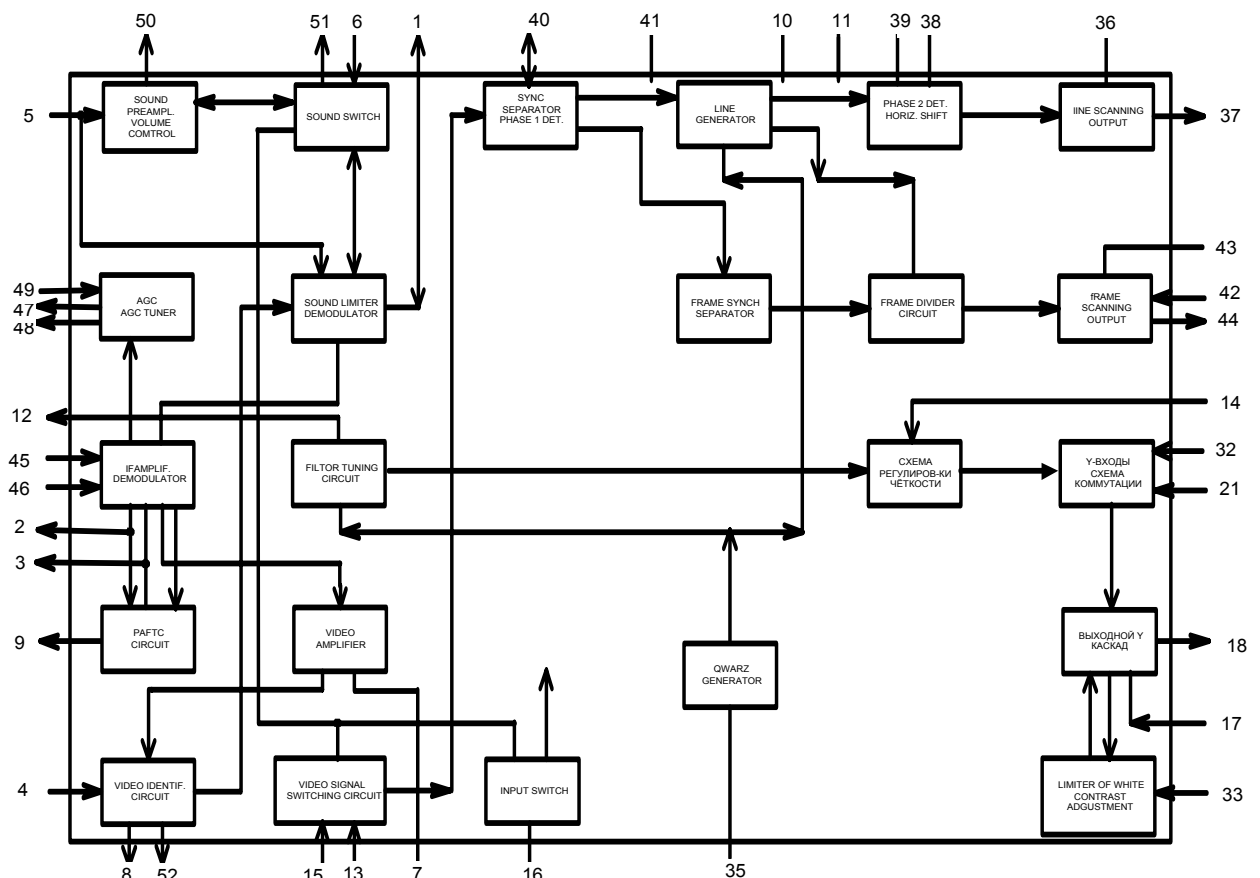 50
51
6
1
40
41
10
11
39
38
36
5
SOUND
PREAMPL.
VOLUME
COMTROL
SOUND SWITCH
SYNC
SEPARATOR
PHASE 1 DET.
LINE
GENERATOR
PHASE 2 DET.
HORIZ. SHIFT
IINE SCANNING
OUTPUT
37
49
47
48
AGC
AGC TUNER
SOUND LIMITER
DEMODULATOR
FRAME SYNCH
SEPARATOR
FRAME DIVIDER
CIRCUIT
fRAME
SCANNING
OUTPUT
43
42
44
12
14
45
46
IFAMPLIF.
DEMODULATOR
FILTOR TUNING
CIRCUIT
СХЕМА
РЕГУЛИРОВ-КИ
ЧЁТКОСТИ
Y-ВХОДЫ
СХЕМА
КОММУТАЦИИ
32
21
2
3
9
PAFTC
CIRCUIT
VIDEO
AMPLIFIER
QWARZ
GENERATOR
ВЫХОДНОЙ Y
КАСКАД
18
17
4
VIDEO IDENTIF.
CIRCUIT
VIDEO SIGNAL
SWITCHING CIRCUIT
INPUT SWITCH
LIMITER OF WHITE
CONTRAST
ADGUSTMENT
33
8
52
15
13
7
16
35